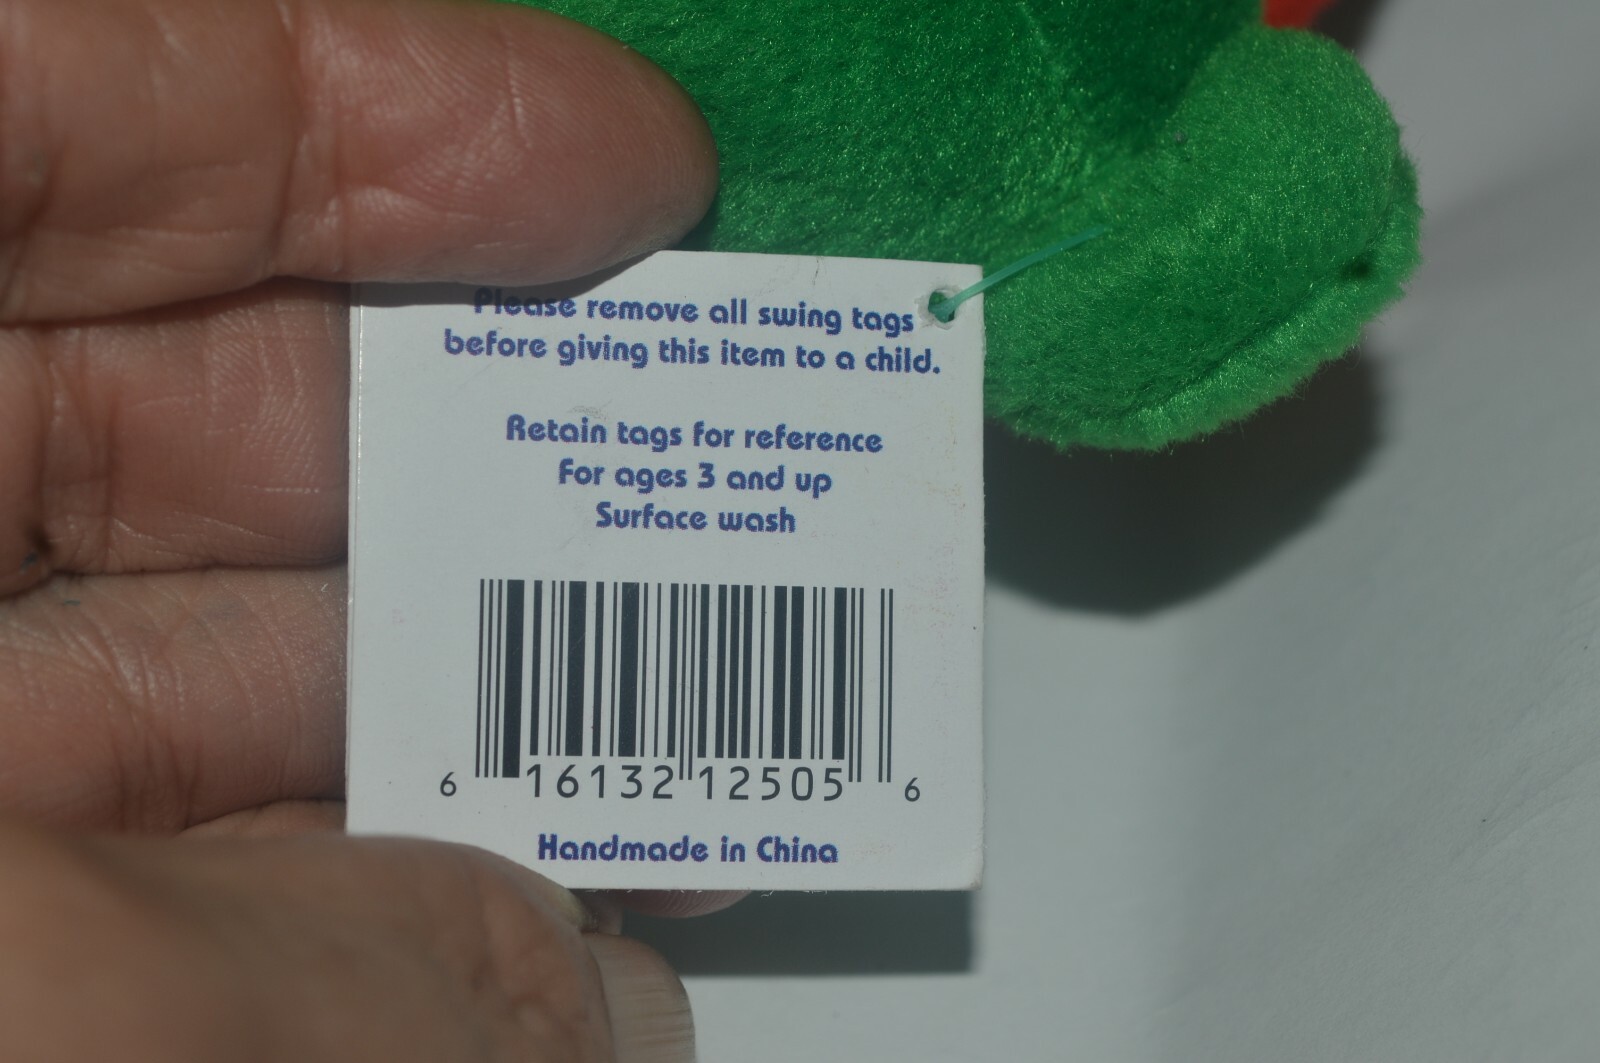 Please remove all swing tags
before giving this item to a child.
Retain tags for reference
For ages 3 and up
Surface wash
6 16132 12505 6
Handmade in China